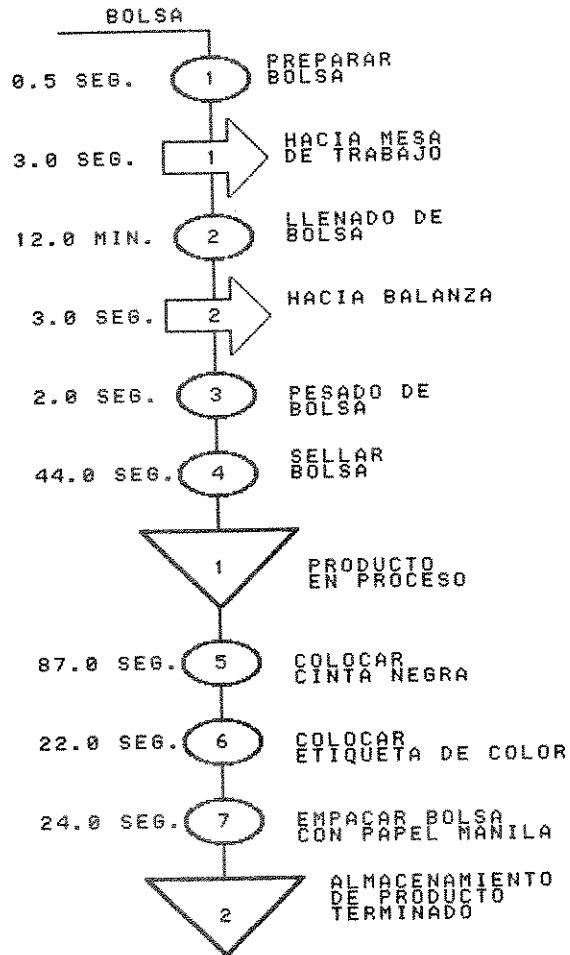 BOLSA
0.5 SEG.
1
PREPARAR
BOLSA
3.0 SEG.
1
HACIA MESA
DE TRABAJO
12.0 MIN.
2
LLENADO DE
BOLSA
3.0 SEG.
2
HACIA BALANZA
2.0 SEG.
3
PESADO DE
BOLSA
44.0 SEG.
4
SELLAR
BOLSA
1
PRODUCTO
EN PROCESO
87.0 SEG.
5
COLOCAR
CINTA NEGRA
22.0 SEG.
6
COLOCAR
ETIQUETA DE COLOR
24.0 SEG.
7
EMPACAR BOLSA
CON PAPEL MANILA
2
ALMACENAMIENTO
DE PRODUCTO
TERMINADO